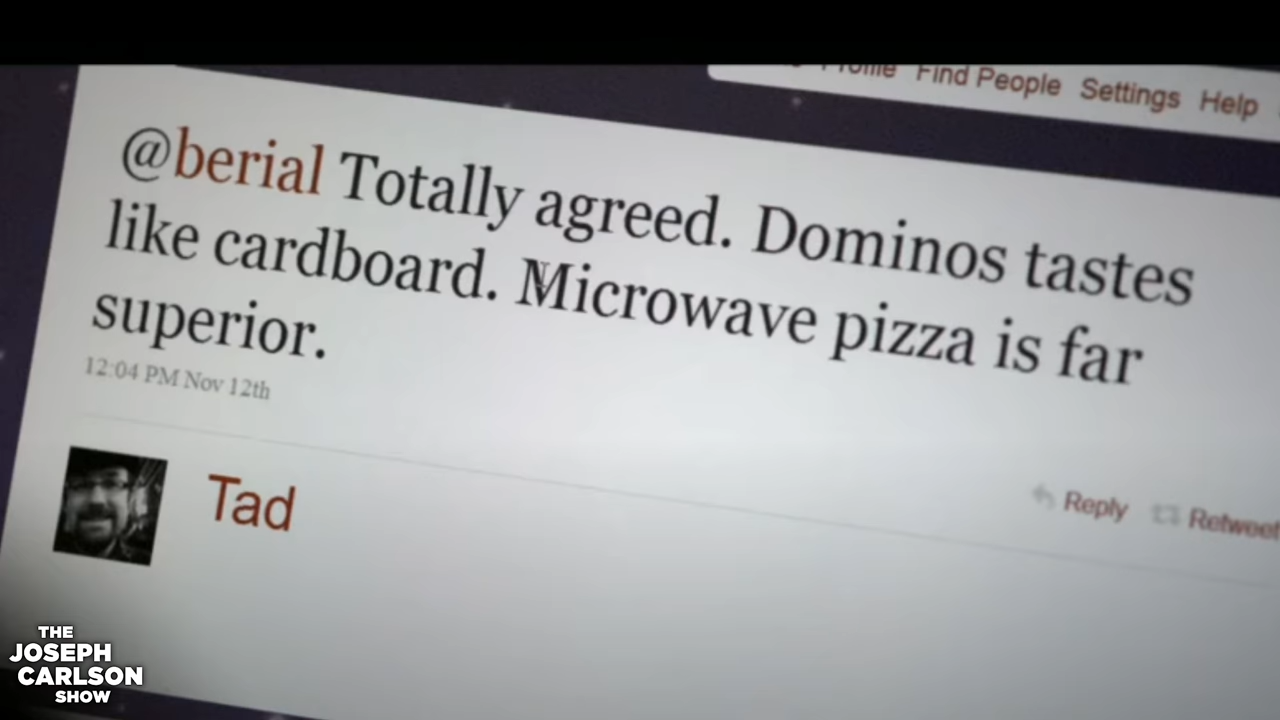 Profile Find People Settings Help
@berial Totally agreed. Dominos tastes
like cardboard. Microwave pizza is far
superior.
12:04 PM Nov 12th
Reply Retweet
Tad
THE
JOSEPH
CARLSON
SHOW